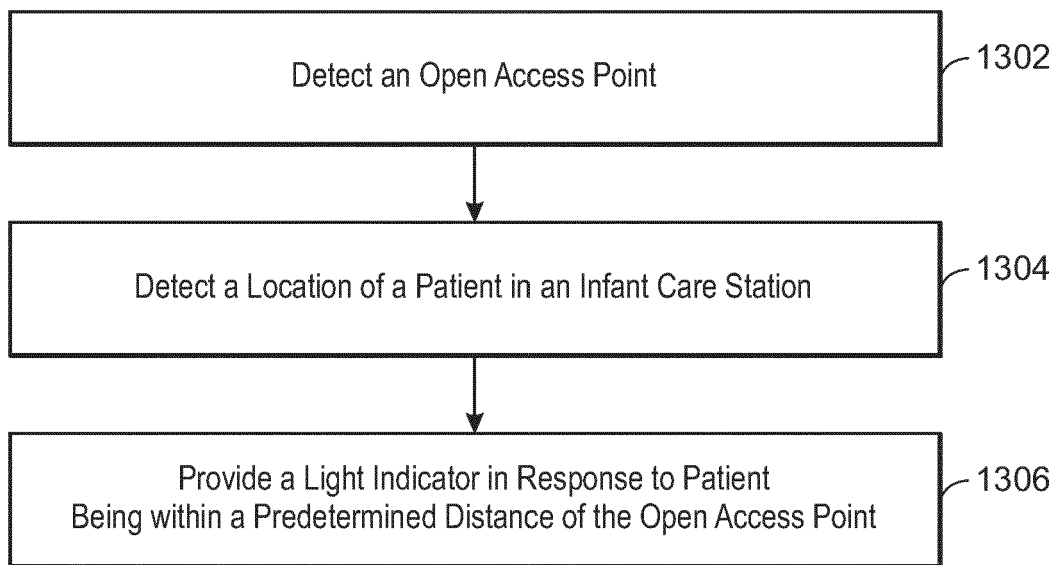 Detect an Open Access Point
1302
Detect a Location of a Patient in an Infant Care Station
1304
Provide a Light Indicator in Response to Patient
Being within a Predetermined Distance of the Open Access Point
1306